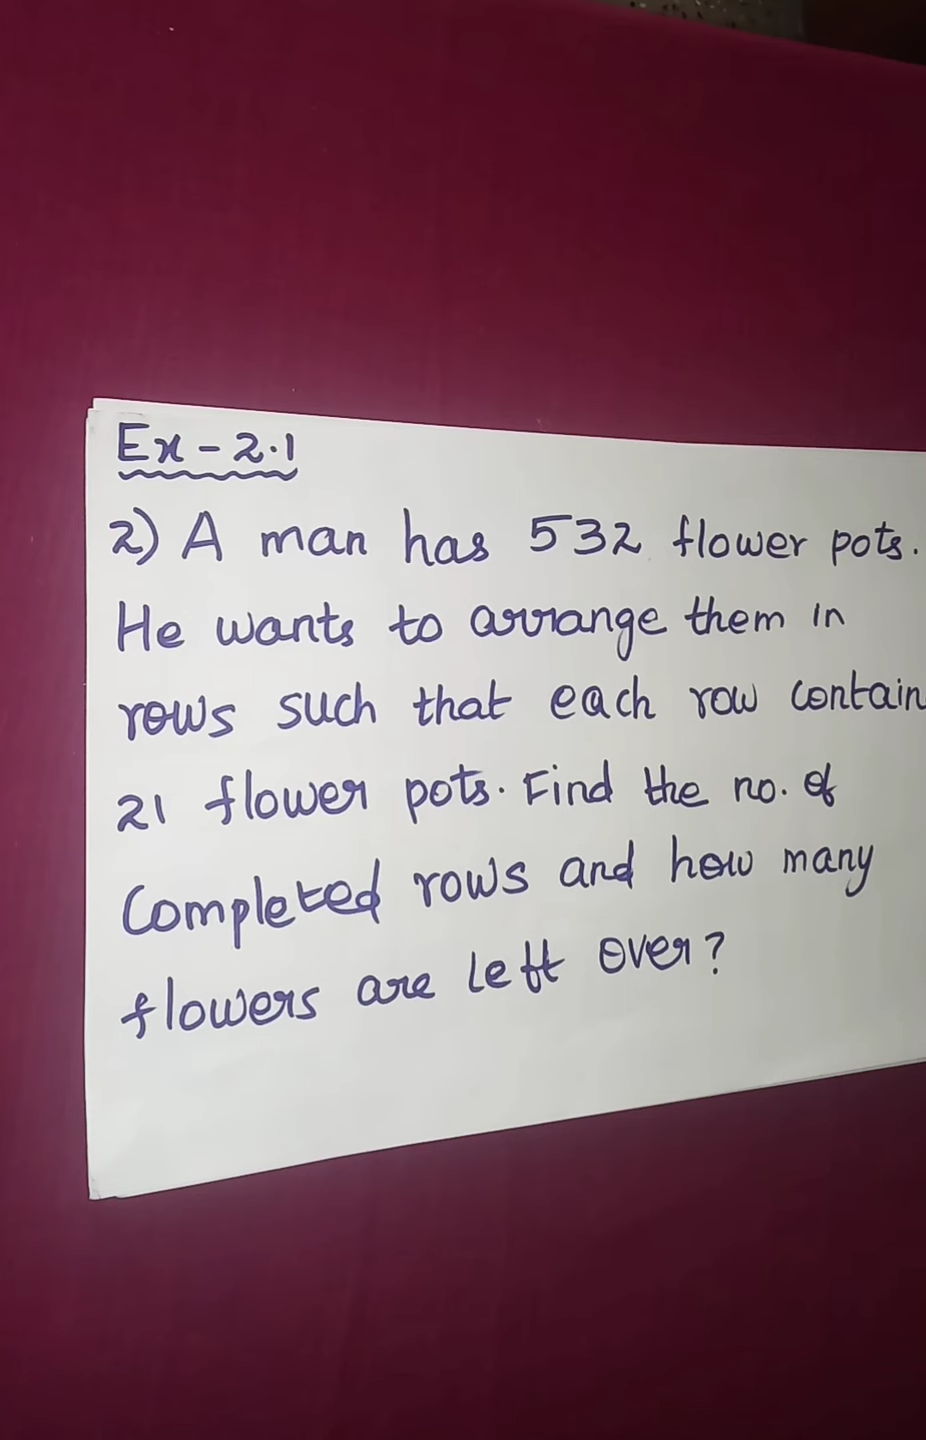 Ex - 2.1
2) A man has 532 flower pots.
He wants to arrange them in
rows such that each row contain
21 flower pots. Find the no. of
Completed rows and how many
flowers are left over?